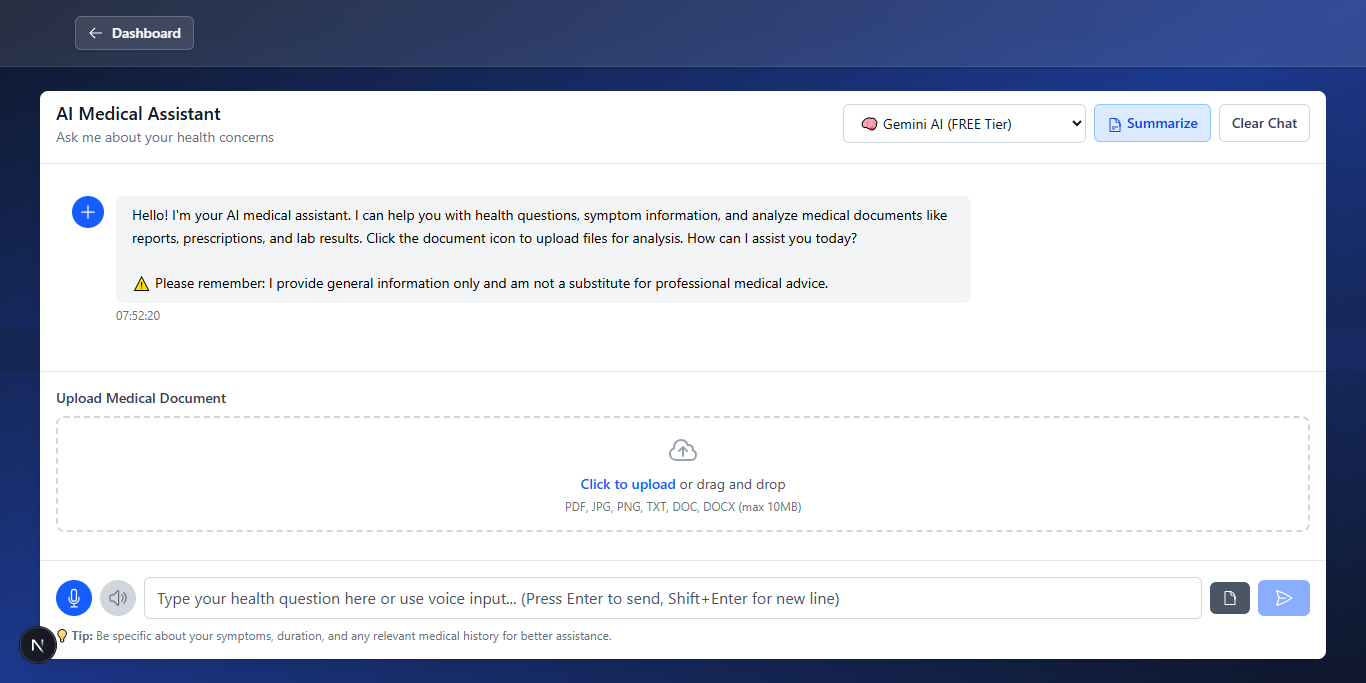 Dashboard
AI Medical Assistant
Ask me about your health concerns
🧠 Gemini AI (FREE Tier)
Summarize
Clear Chat
Hello! I'm your AI medical assistant. I can help you with health questions, symptom information, and analyze medical documents like
reports, prescriptions, and lab results. Click the document icon to upload files for analysis. How can I assist you today?
⚠️ Please remember: I provide general information only and am not a substitute for professional medical advice.
07:52:20
Upload Medical Document
Click to upload or drag and drop
PDF, JPG, PNG, TXT, DOC, DOCX (max 10MB)
Type your health question here or use voice input... (Press Enter to send, Shift+Enter for new line)
💡 Tip: Be specific about your symptoms, duration, and any relevant medical history for better assistance.
N